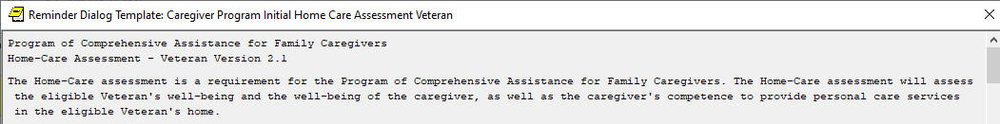 Reminder Dialog Template: Caregiver Program Initial Home Care Assessment Veteran
Program of Comprehensive Assistance for Family Caregivers
Home-Care Assessment - Veteran Version 2.1
The Home-Care assessment is a requirement for the Program of Comprehensive Assistance for Family Caregivers. The Home-Care assessment will assess
the eligible Veteran's well-being and the well-being of the caregiver, as well as the caregiver's competence to provide personal care services
in the eligible Veteran's home.